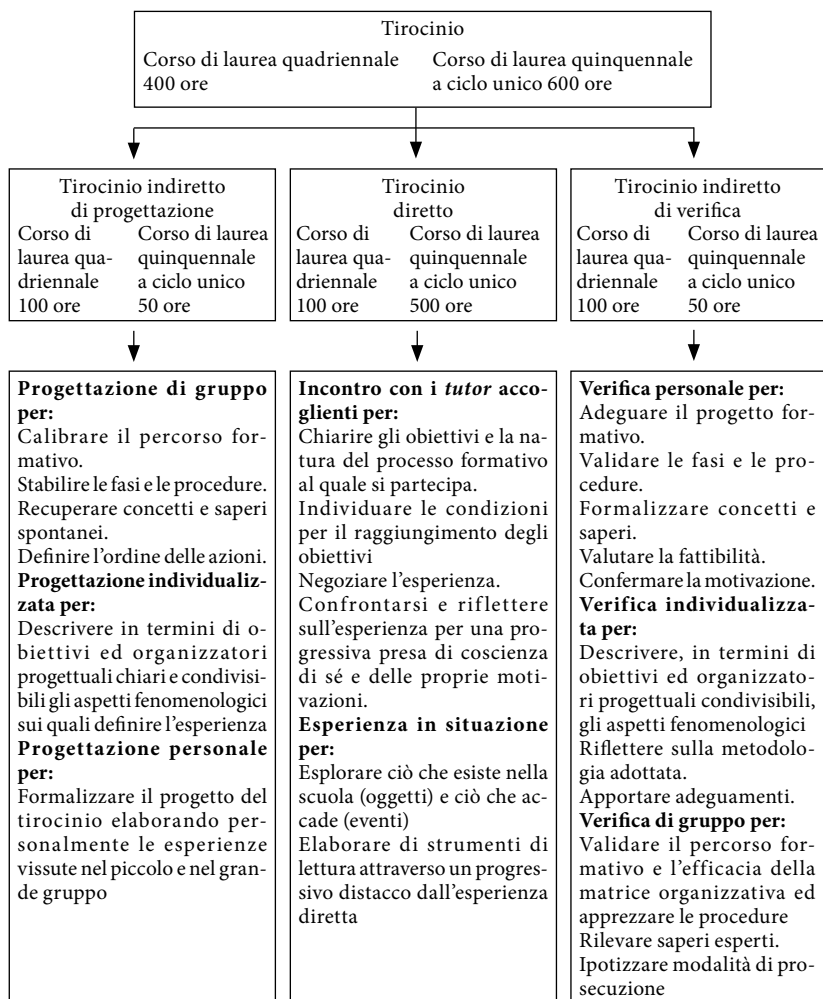 Tirocinio
Corso di laurea quadriennale
400 ore
Corso di laurea quinquennale
a ciclo unico 600 ore
Tirocinio indiretto
di progettazione
Corso di
laurea qua-
driennale
100 ore
Corso di laurea
quinquennale
a ciclo unico
50 ore
Tirocinio
diretto
Corso di
laurea qua-
driennale
100 ore
Corso di laurea
quinquennale
a ciclo unico
500 ore
Tirocinio indiretto
di verifica
Corso di
laurea qua-
driennale
100 ore
Corso di laurea
quinquennale
a ciclo unico
50 ore
Progettazione di gruppo
per:
Calibrare il percorso for-
mativo.
Stabilire le fasi e le procedure.
Recuperare concetti e saperi
spontanei.
Definire l'ordine delle azioni.
Progettazione individualiz-
zata per:
Descrivere in termini di o-
biettivi ed organizzatori
progettuali chiari e condivisi-
bili gli aspetti fenomenologici
sui quali definire l'esperienza
Progettazione personale
per:
Formalizzare il progetto del
tirocinio elaborando per-
sonalmente le esperienze
vissute nel piccolo e nel gran-
de gruppo
Incontro con i tutor acco-
glienti per:
Chiarire gli obiettivi e la na-
tura del processo formativo
al quale si partecipa.
Individuare le condizioni
per il raggiungimento degli
obiettivi
Negoziare l'esperienza.
Confrontarsi e riflettere
sull'esperienza per una pro-
gressiva presa di coscienza
di sé e delle proprie moti-
vazioni.
Esperienza in situazione
per:
Esplorare ciò che esiste nella
scuola (oggetti) e ciò che ac-
cade (eventi)
Elaborare di strumenti di
lettura attraverso un progres-
sivo distacco dall'esperienza
diretta
Verifica personale per:
Adeguare il progetto for-
mativo.
Validare le fasi e le pro-
cedure.
Formalizzare concetti e
saperi.
Valutare la fattibilità.
Confermare la motivazione.
Verifica individualizza-
ta per:
Descrivere, in termini di
obiettivi ed organizzato-
ri progettuali condivisibili,
gli aspetti fenomenologici
Riflettere sulla metodolo-
gia adottata.
Apportare adeguamenti.
Verifica di gruppo per:
Validare il percorso for-
mativo e l'efficacia della
matrice organizzativa ed
apprezzare le procedure
Rilevare saperi esperti.
Ipotizzare modalità di pro-
secuzione